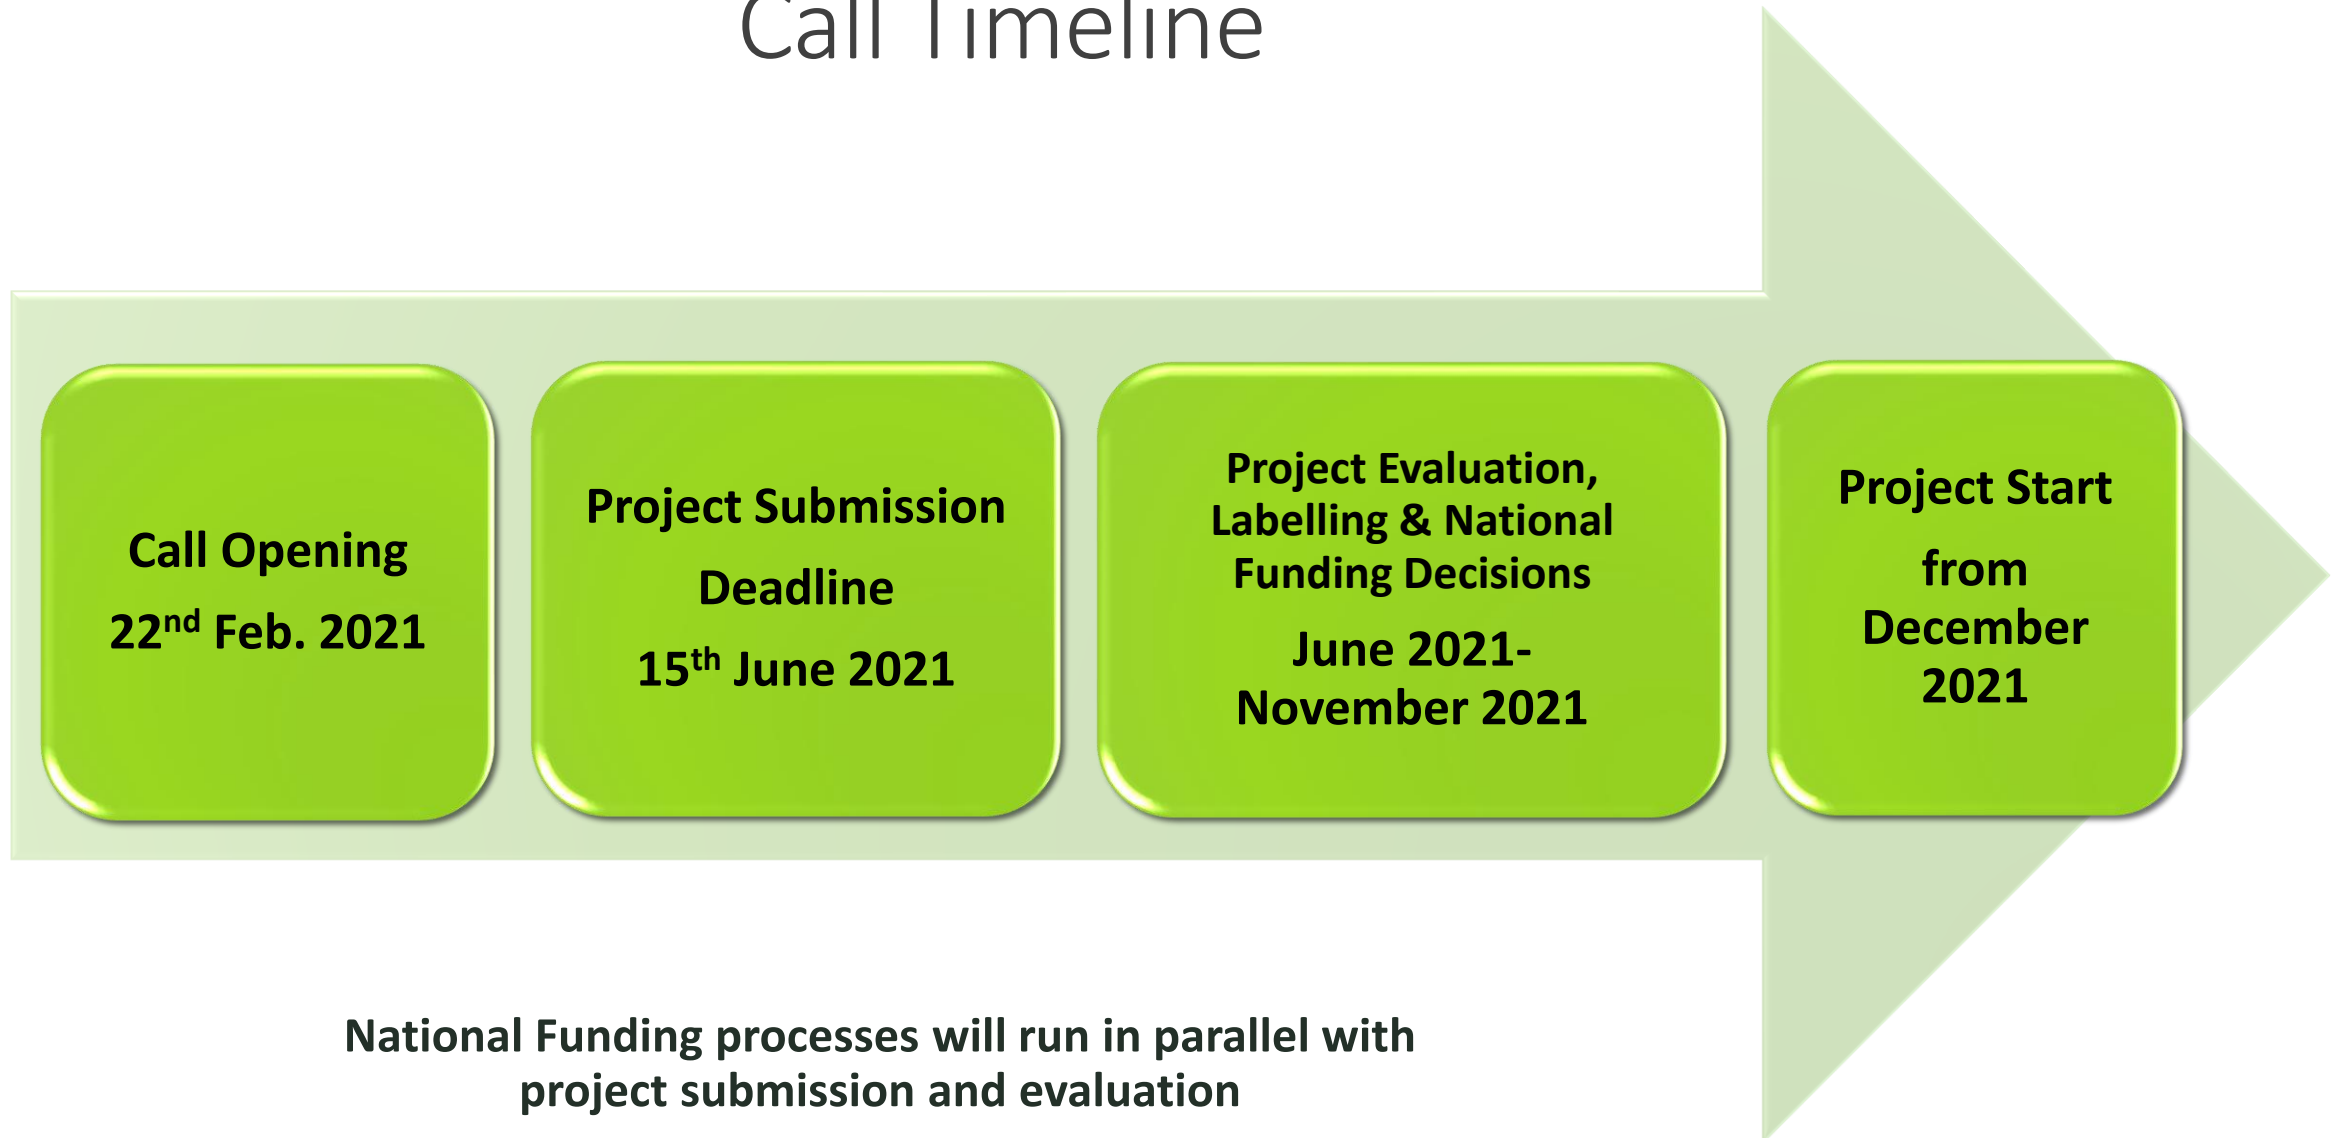 Call Timeline
Call Opening
22nd Feb. 2021
Project Submission
Deadline
15th June 2021
Project Evaluation,
Labelling & National
Funding Decisions
June 2021-
November 2021
Project Start
from
December
2021
National Funding processes will run in parallel with
project submission and evaluation